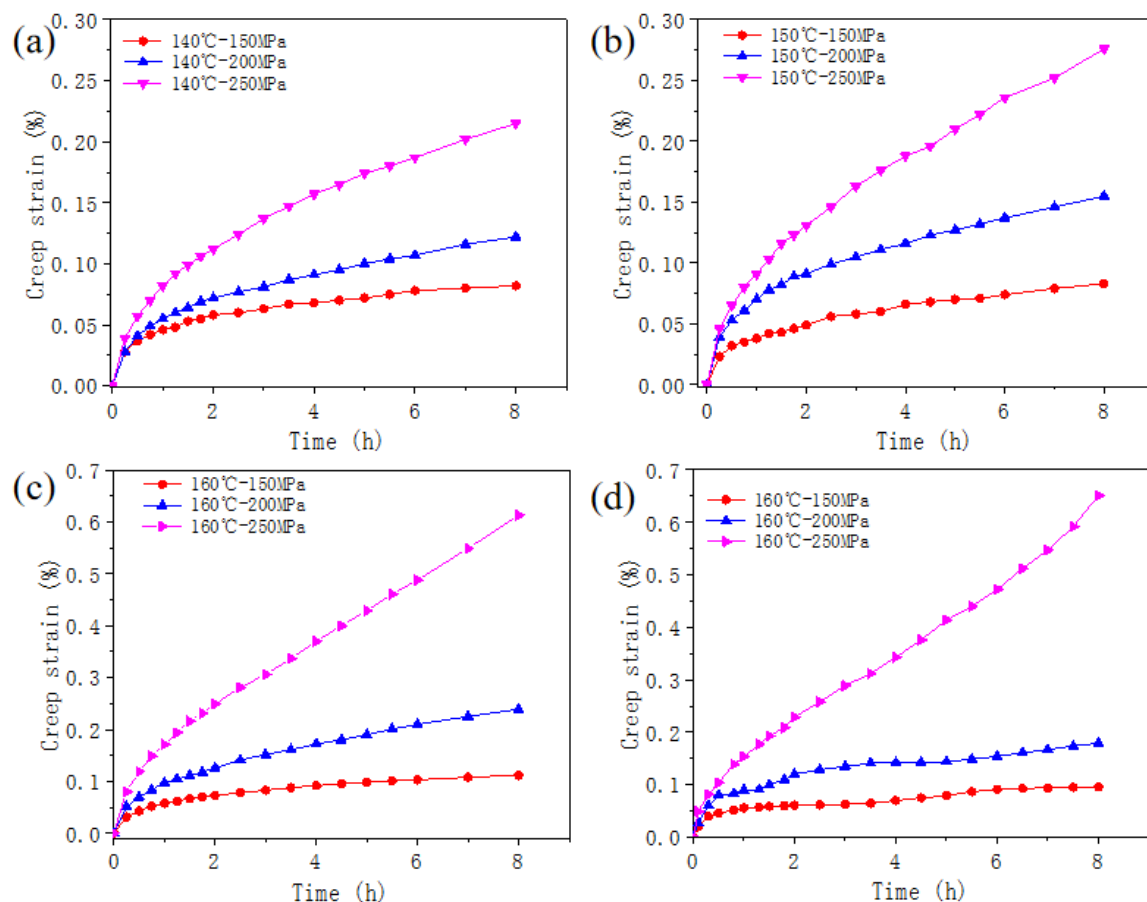 (a)
140℃-150MPa
140℃-200MPa
140℃-250MPa
0.30
0.25
0.20
0.15
0.10
0.05
0.00
Creep strain (%)
0 2 4 6 8
Time (h)
(b)
150℃-150MPa
150℃-200MPa
150℃-250MPa
0.30
0.25
0.20
0.15
0.10
0.05
0.00
Creep strain (%)
0 2 4 6 8
Time (h)
(c)
160℃-150MPa
160℃-200MPa
160℃-250MPa
0.7
0.6
0.5
0.4
0.3
0.2
0.1
0.0
Creep strain (%)
0 2 4 6 8
Time (h)
(d)
160℃-150MPa
160℃-200MPa
160℃-250MPa
0.7
0.6
0.5
0.4
0.3
0.2
0.1
0.0
Creep strain (%)
0 2 4 6 8
Time (h)